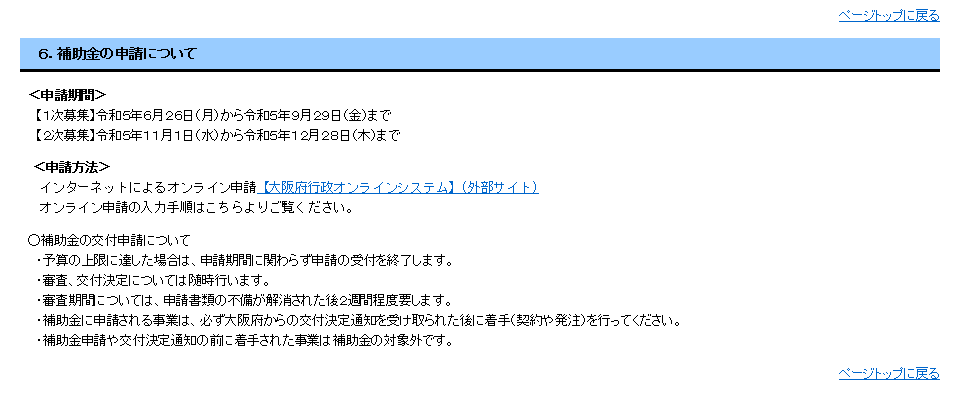 ページトップに戻る
６．補助金の申請について
＜申請期間＞
【１次募集】令和５年６月２６日（月）から令和５年９月２９日（金）まで
【２次募集】令和５年１１月１日（水）から令和５年１２月２８日（木）まで
＜申請方法＞
インターネットによるオンライン申請【大阪府行政オンラインシステム】（外部サイト）
オンライン申請の入力手順はこちらよりご覧ください。
○補助金の交付申請について
・予算の上限に達した場合は、申請期間に関わらず申請の受付を終了します。
・審査、交付決定については随時行います。
・審査期間については、申請書類の不備が解消された後２週間程度要します。
・補助金に申請される事業は、必ず大阪府からの交付決定通知を受け取られた後に着手（契約や発注）を行ってください。
・補助金申請や交付決定通知の前に着手された事業は補助金の対象外です。
ページトップに戻る